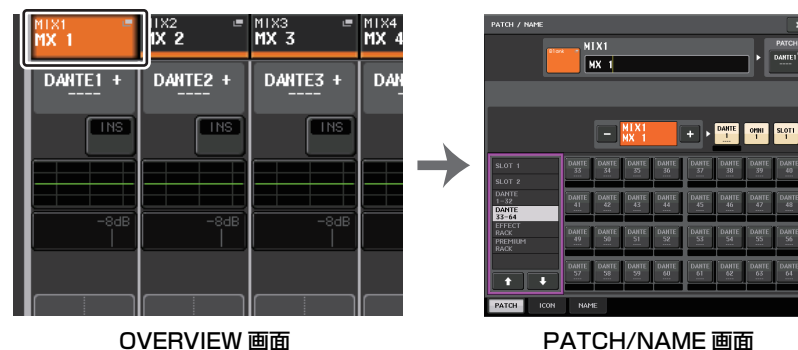 MIX1
MX 1
IX2
IX 2
MIX3
MX 3
MIX4
MX 4
DANTE1 +
----
DANTE2 +
----
DANTE3 +
----
DAN
INS
INS
INS
-8dB
-8dB
-8dB
OVERVIEW 画面
PATCH / NAME
MIX1
MX 1
PATCH
DANTE1
----
-
MIX1
MX 1
+
DANTE
1
OMNI
1
SLOT1
1
SLOT 1
SLOT 2
DANTE
1-32
DANTE
33-64
EFFECT
RACK
PREMIUM
RACK
DANTE 33 DANTE 34 DANTE 35 DANTE 36 DANTE 37 DANTE 38 DANTE 39 DANTE 40
DANTE 41 DANTE 42 DANTE 43 DANTE 44 DANTE 45 DANTE 46 DANTE 47 DANTE 48
DANTE 49 DANTE 50 DANTE 51 DANTE 52 DANTE 53 DANTE 54 DANTE 55 DANTE 56
DANTE 57 DANTE 58 DANTE 59 DANTE 60 DANTE 61 DANTE 62 DANTE 63 DANTE 64
PATCH
ICON
NAME
PATCH/NAME 画面